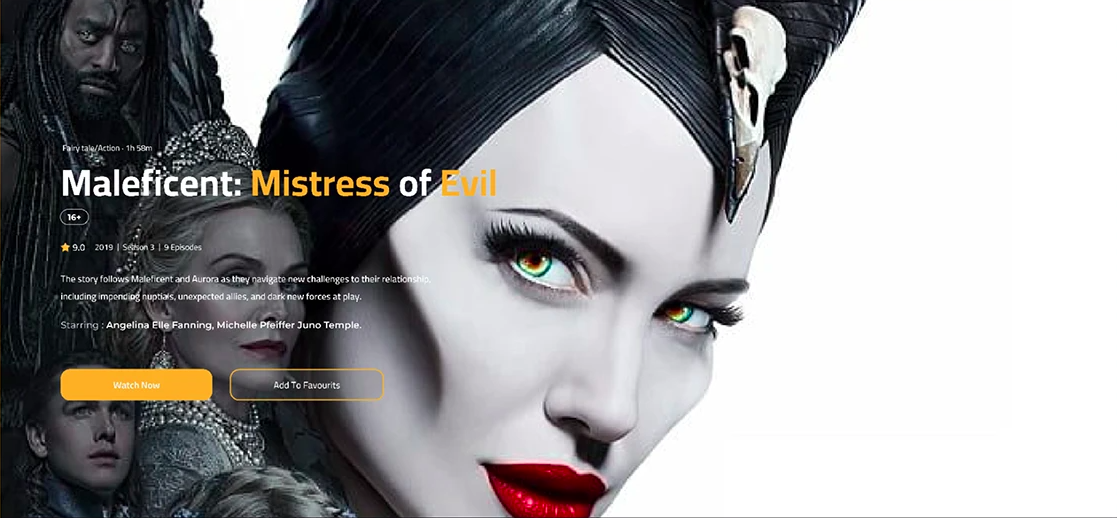 Fairy tale/Action - 1h 58m
Maleficent: Mistress of Evil
16+
9.0 2019 | Season 3 | 9 Episodes
The story follows Maleficent and Aurora as they navigate new challenges to their relationship,
including impending nuptials, unexpected allies, and dark new forces at play.
Starring : Angelina Elle Fanning, Michelle Pfeiffer Juno Temple.
Watch Now Add To Favourits